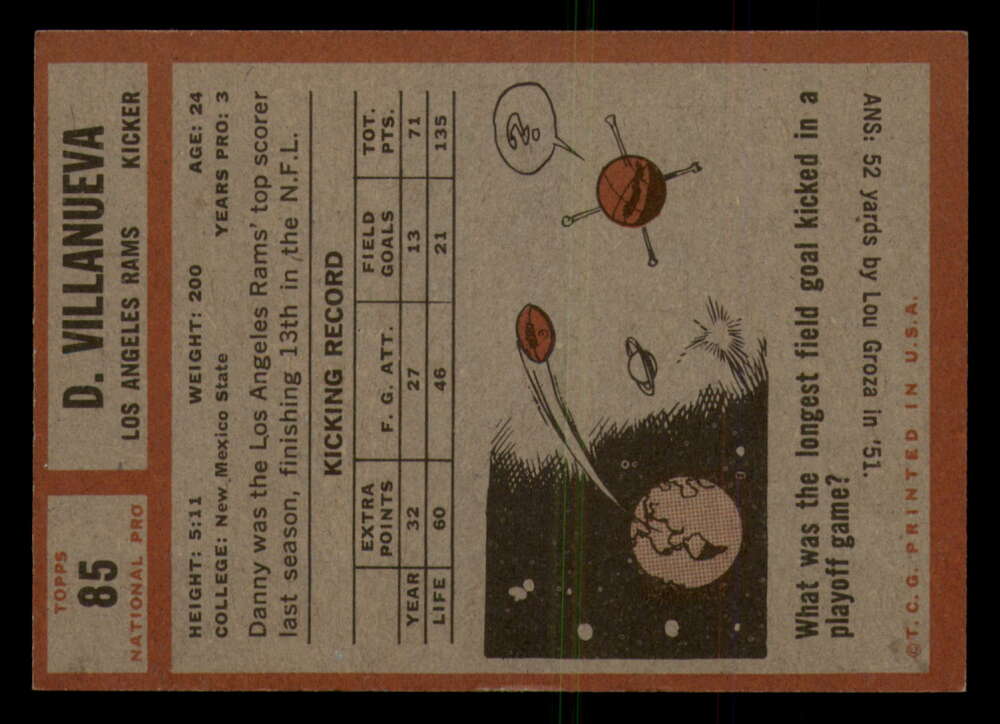 TOPPS
85
NATIONAL PRO
D. VILLANUEVA
LOS ANGELES RAMS KICKER
HEIGHT: 5:11 WEIGHT: 200 AGE: 24
COLLEGE: New Mexico State YEARS PRO: 3
Danny was the Los Angeles Rams' top scorer
last season, finishing 13th in the N.F.L.
KICKING RECORD
EXTRA POINTS F. G. ATT. FIELD GOALS TOT. PTS.
YEAR 32 27 13 71
LIFE 60 46 21 135
?
What was the longest field goal kicked in a
playoff game?
ANS: 52 yards by Lou Groza in '51.
© T. C. G. PRINTED IN U.S.A.